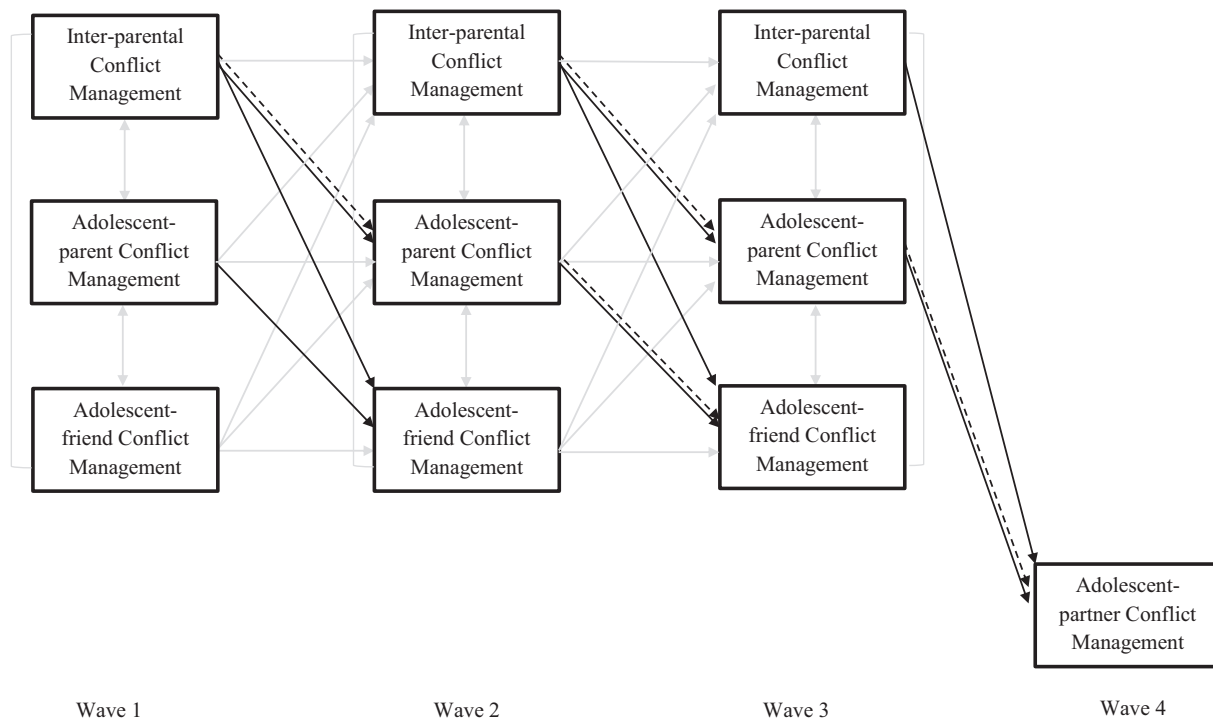 Inter-parental
Conflict
Management
Inter-parental
Conflict
Management
Inter-parental
Conflict
Management
Adolescent-
parent Conflict
Management
Adolescent-
parent Conflict
Management
Adolescent-
parent Conflict
Management
Adolescent-
friend Conflict
Management
Adolescent-
friend Conflict
Management
Adolescent-
friend Conflict
Management
Adolescent-
partner Conflict
Management
Wave 1
Wave 2
Wave 3
Wave 4